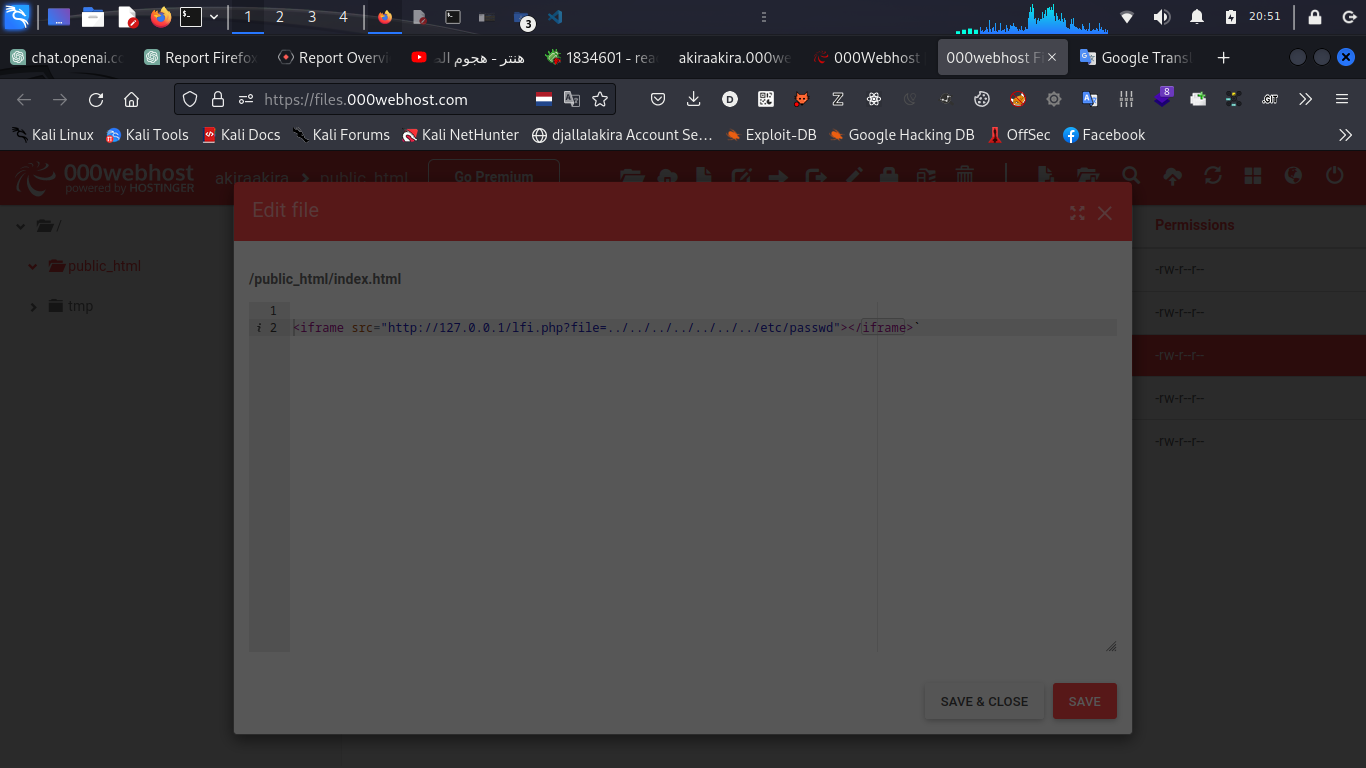 1 2 3 4 3 20:51
chat.openai.co Report Firefox Report Overvi هنتر - هجوم الم 1834601 - rea akiraakira.000we 000Webhost 000webhost Fi Google Transl
https://files.000webhost.com D 8 .GIT
Kali Linux Kali Tools Kali Docs Kali Forums Kali NetHunter djallalakira Account Se… Exploit-DB Google Hacking DB OffSec Facebook
000webhost
powered by HOSTINGER
akiraakira public_html Go Premium
Edit file
/ Permissions
public_html -rw-r--r--
/public_html/index.html
tmp -rw-r--r--
1
i 2 <iframe src="http://127.0.0.1/lfi.php?file=../../../../../../../etc/passwd"></iframe>`
-rw-r--r--
-rw-r--r--
-rw-r--r--
SAVE & CLOSE SAVE